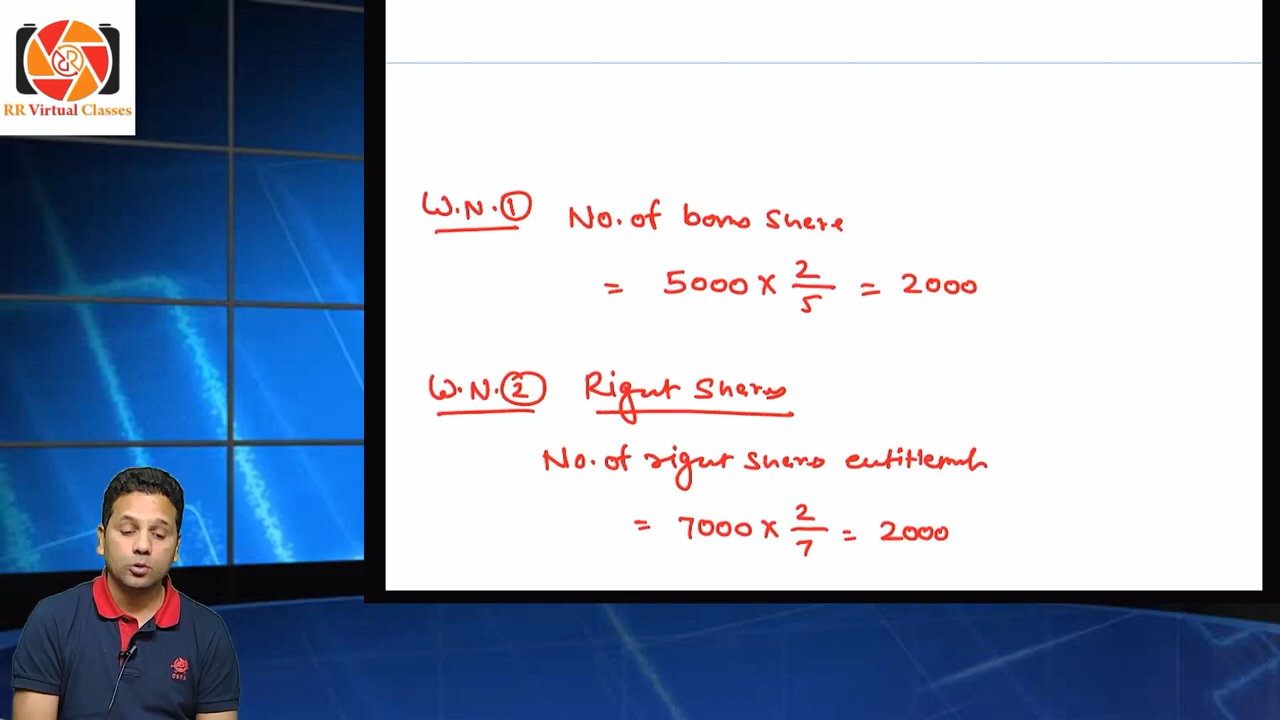 RR Virtual Classes
W.N. 1 No. of bonus Share
= 5000 × 2/5 = 2000
W.N. 2 Right Shares
No. of right shares entitlement
= 7000 × 2/7 = 2000